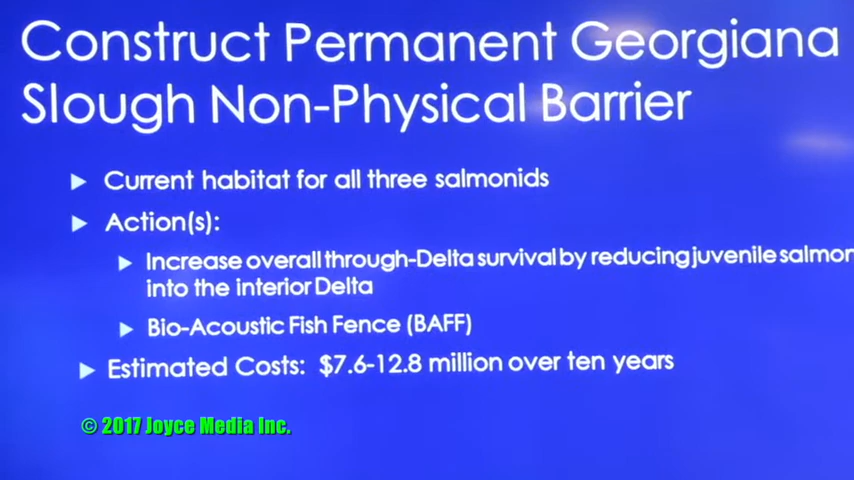 Construct Permanent Georgiana
Slough Non-Physical Barrier
Current habitat for all three salmonids
Action(s):
Increase overall through-Delta survival by reducing juvenile salmon
into the interior Delta
Bio-Acoustic Fish Fence (BAFF)
Estimated Costs: $7.6-12.8 million over ten years
© 2017 Joyce Media Inc.